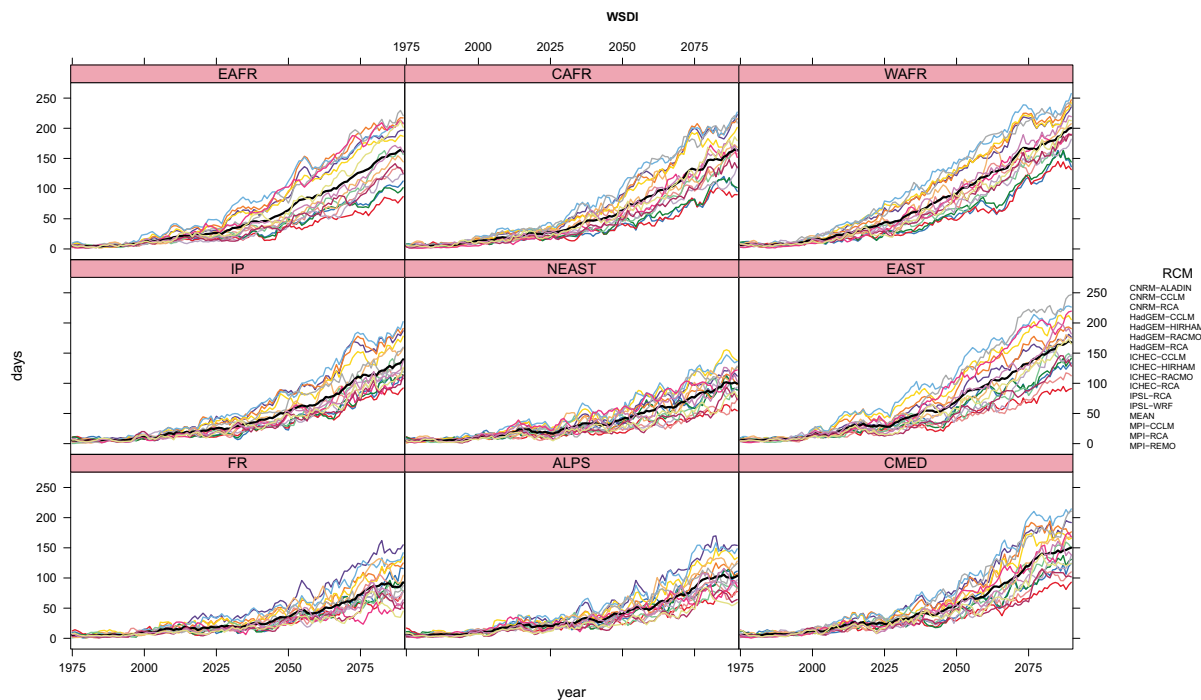 WSDI
1975 2000 2025 2050 2075
EAFR CAFR WAFR
250
200
150
100
50
0
IP NEAST EAST
250
200
150
100
50
0
FR ALPS CMED
250
200
150
100
50
0
1975 2000 2025 2050 2075 1975 2000 2025 2050 2075
days
year
RCM
CNRM−ALADIN
CNRM−CCLM
CNRM−RCA
HadGEM−CCLM
HadGEM−HIRHAM
HadGEM−RACMO
HadGEM−RCA
ICHEC−CCLM
ICHEC−HIRHAM
ICHEC−RACMO
ICHEC−RCA
IPSL−RCA
IPSL−WRF
MEAN
MPI−CCLM
MPI−RCA
MPI−REMO